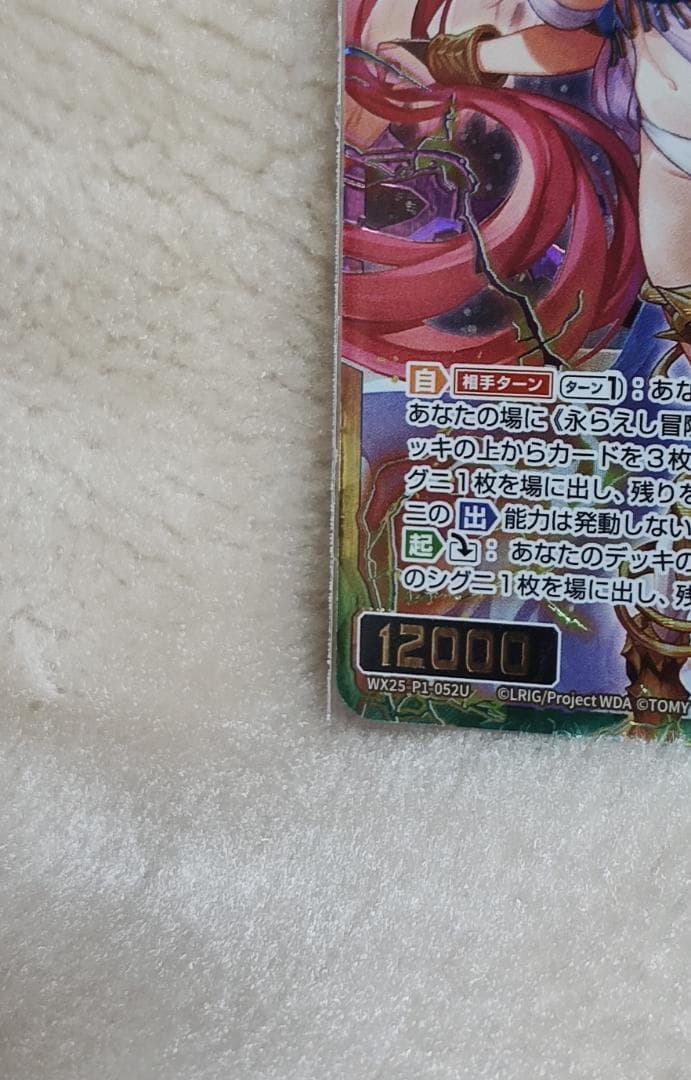 自 相手ターン ターン1：あな
あなたの場に《永らえし冒
ッキの上からカードを3枚
グニ1枚を場に出し、残りを
ニの 出 能力は発動しない
起 ：あなたのデッキの
のシグニ1枚を場に出し、残
12000
WX25-P1-052U ©LRIG/Project WDA ©TOMY